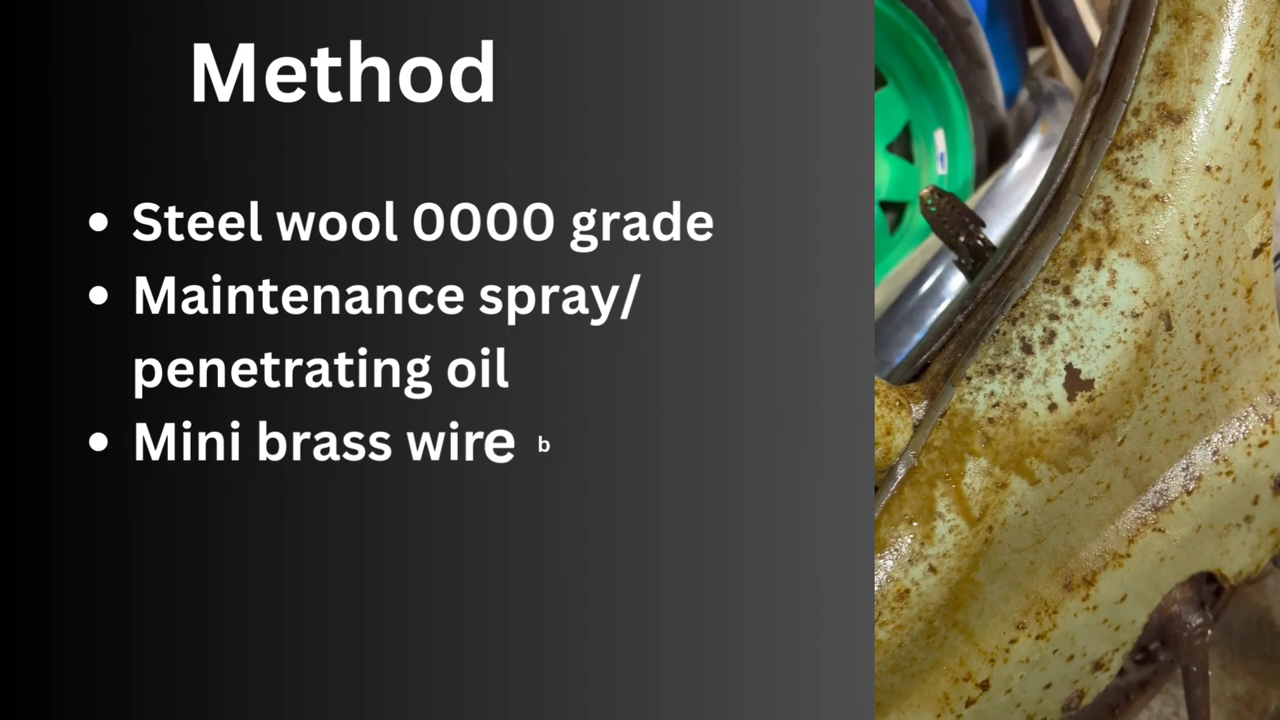 Method
Steel wool 0000 grade
Maintenance spray/
penetrating oil
Mini brass wire b